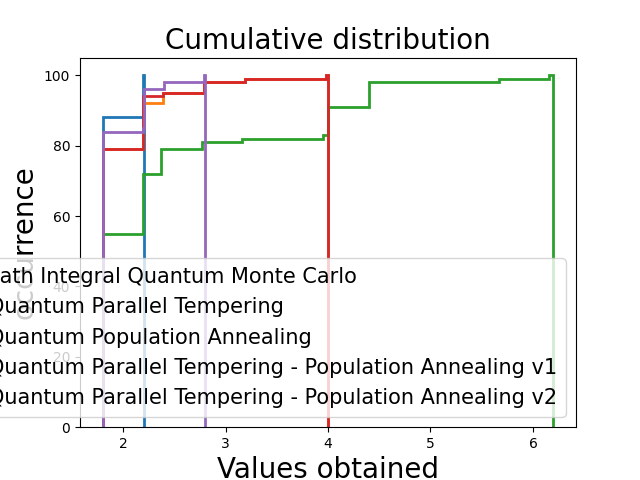 Cumulative distribution
100
80
60
40
20
0
occurrence
ath Integral Quantum Monte Carlo
Quantum Parallel Tempering
Quantum Population Annealing
Quantum Parallel Tempering - Population Annealing v1
Quantum Parallel Tempering - Population Annealing v2
2
3
4
5
6
Values obtained